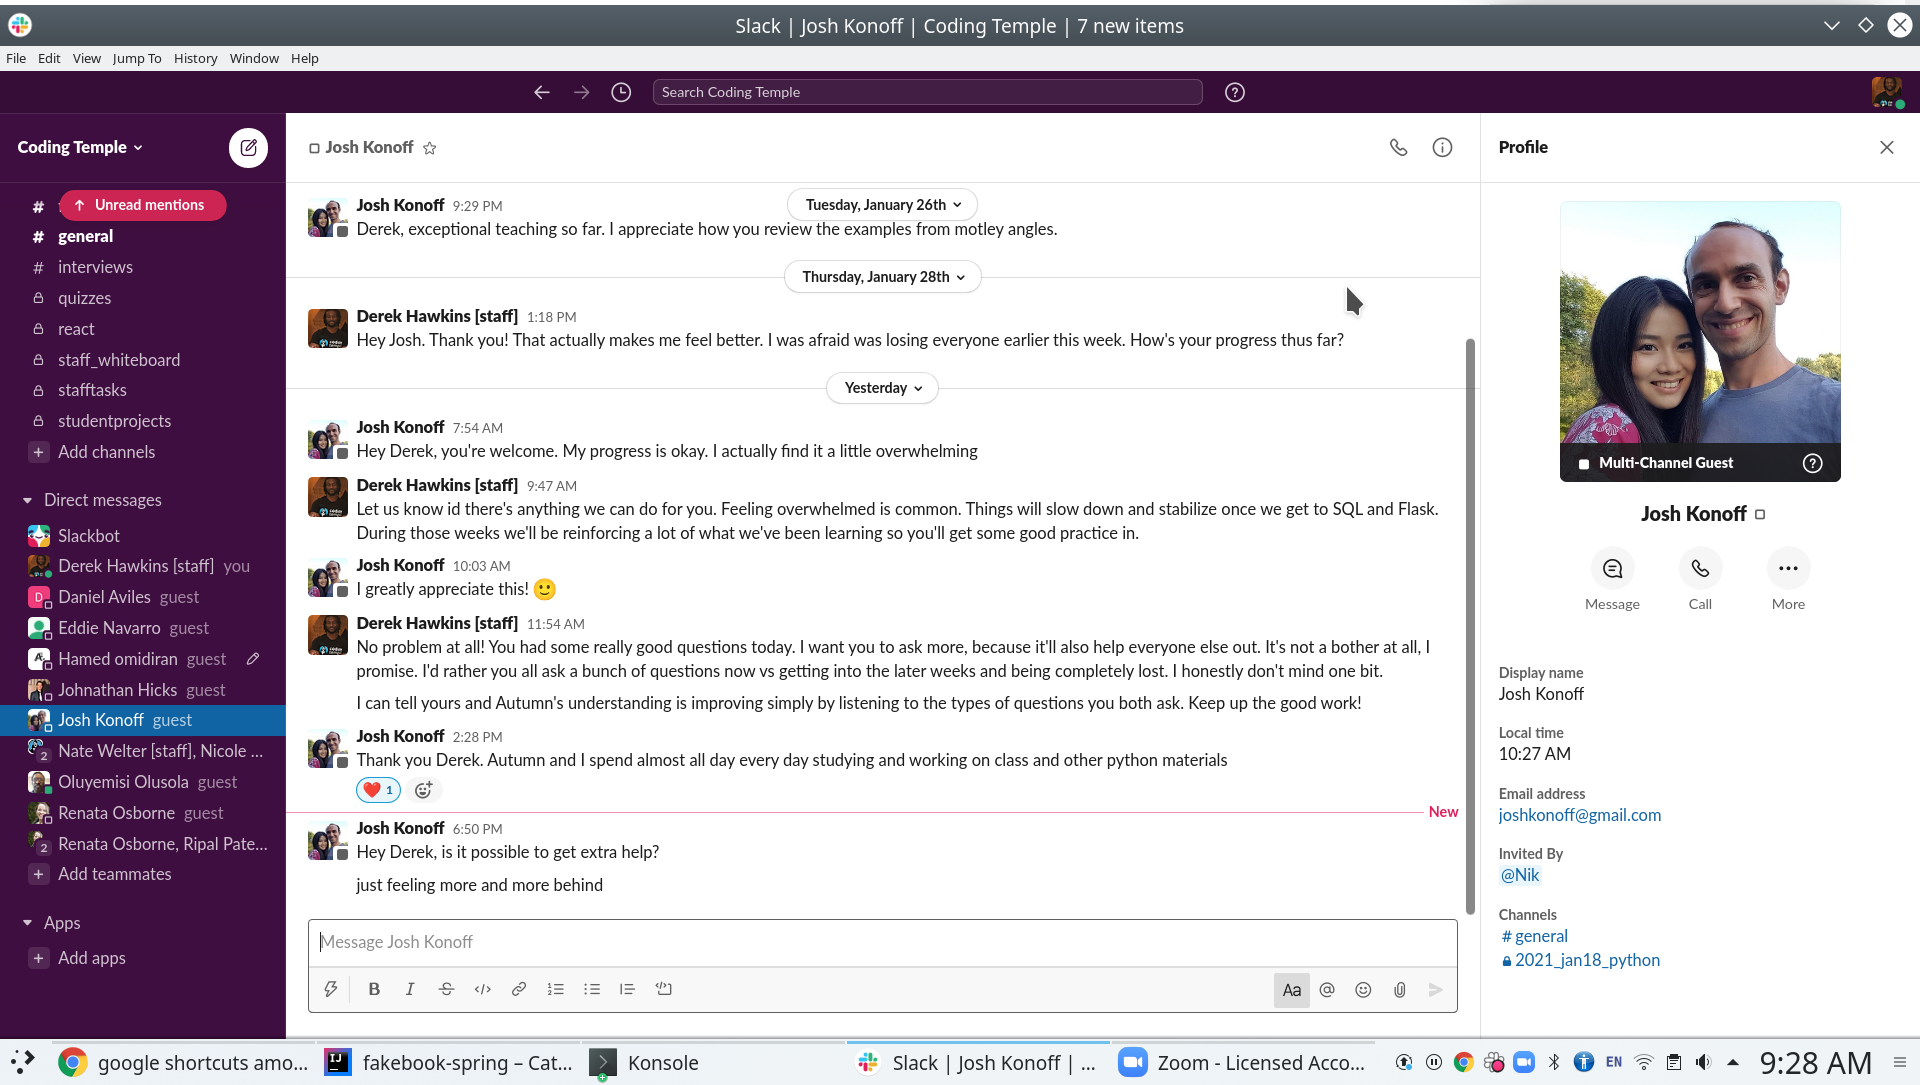 Slack | Josh Konoff | Coding Temple | 7 new items
File Edit View Jump To History Window Help
Search Coding Temple
Coding Temple
Unread mentions
# general
# interviews
quizzes
react
staff_whiteboard
stafftasks
studentprojects
+ Add channels
Direct messages
Slackbot
Derek Hawkins [staff] you
D Daniel Aviles guest
Eddie Navarro guest
Hamed omidiran guest
Johnathan Hicks guest
Josh Konoff guest
2 Nate Welter [staff], Nicole ...
Oluyemisi Olusola guest
Renata Osborne guest
2 Renata Osborne, Ripal Pate...
+ Add teammates
Apps
+ Add apps
Josh Konoff
Tuesday, January 26th
Josh Konoff 9:29 PM
Derek, exceptional teaching so far. I appreciate how you review the examples from motley angles.
Thursday, January 28th
Derek Hawkins [staff] 1:18 PM
Hey Josh. Thank you! That actually makes me feel better. I was afraid was losing everyone earlier this week. How's your progress thus far?
Yesterday
Josh Konoff 7:54 AM
Hey Derek, you're welcome. My progress is okay. I actually find it a little overwhelming
Derek Hawkins [staff] 9:47 AM
Let us know id there's anything we can do for you. Feeling overwhelmed is common. Things will slow down and stabilize once we get to SQL and Flask.
During those weeks we'll be reinforcing a lot of what we've been learning so you'll get some good practice in.
Josh Konoff 10:03 AM
I greatly appreciate this! 🙂
Derek Hawkins [staff] 11:54 AM
No problem at all! You had some really good questions today. I want you to ask more, because it'll also help everyone else out. It's not a bother at all, I
promise. I'd rather you all ask a bunch of questions now vs getting into the later weeks and being completely lost. I honestly don't mind one bit.
I can tell yours and Autumn's understanding is improving simply by listening to the types of questions you both ask. Keep up the good work!
Josh Konoff 2:28 PM
Thank you Derek. Autumn and I spend almost all day every day studying and working on class and other python materials
❤️ 1
New
Josh Konoff 6:50 PM
Hey Derek, is it possible to get extra help?
just feeling more and more behind
Message Josh Konoff
B I S </> Aa @
Profile
Multi-Channel Guest
Josh Konoff
Message Call More
Display name
Josh Konoff
Local time
10:27 AM
Email address
joshkonoff@gmail.com
Invited By
@Nik
Channels
# general
2021_jan18_python
google shortcuts amo... IJ fakebook-spring – Cat... Konsole Slack | Josh Konoff | ... Zoom - Licensed Acco... EN 9:28 AM